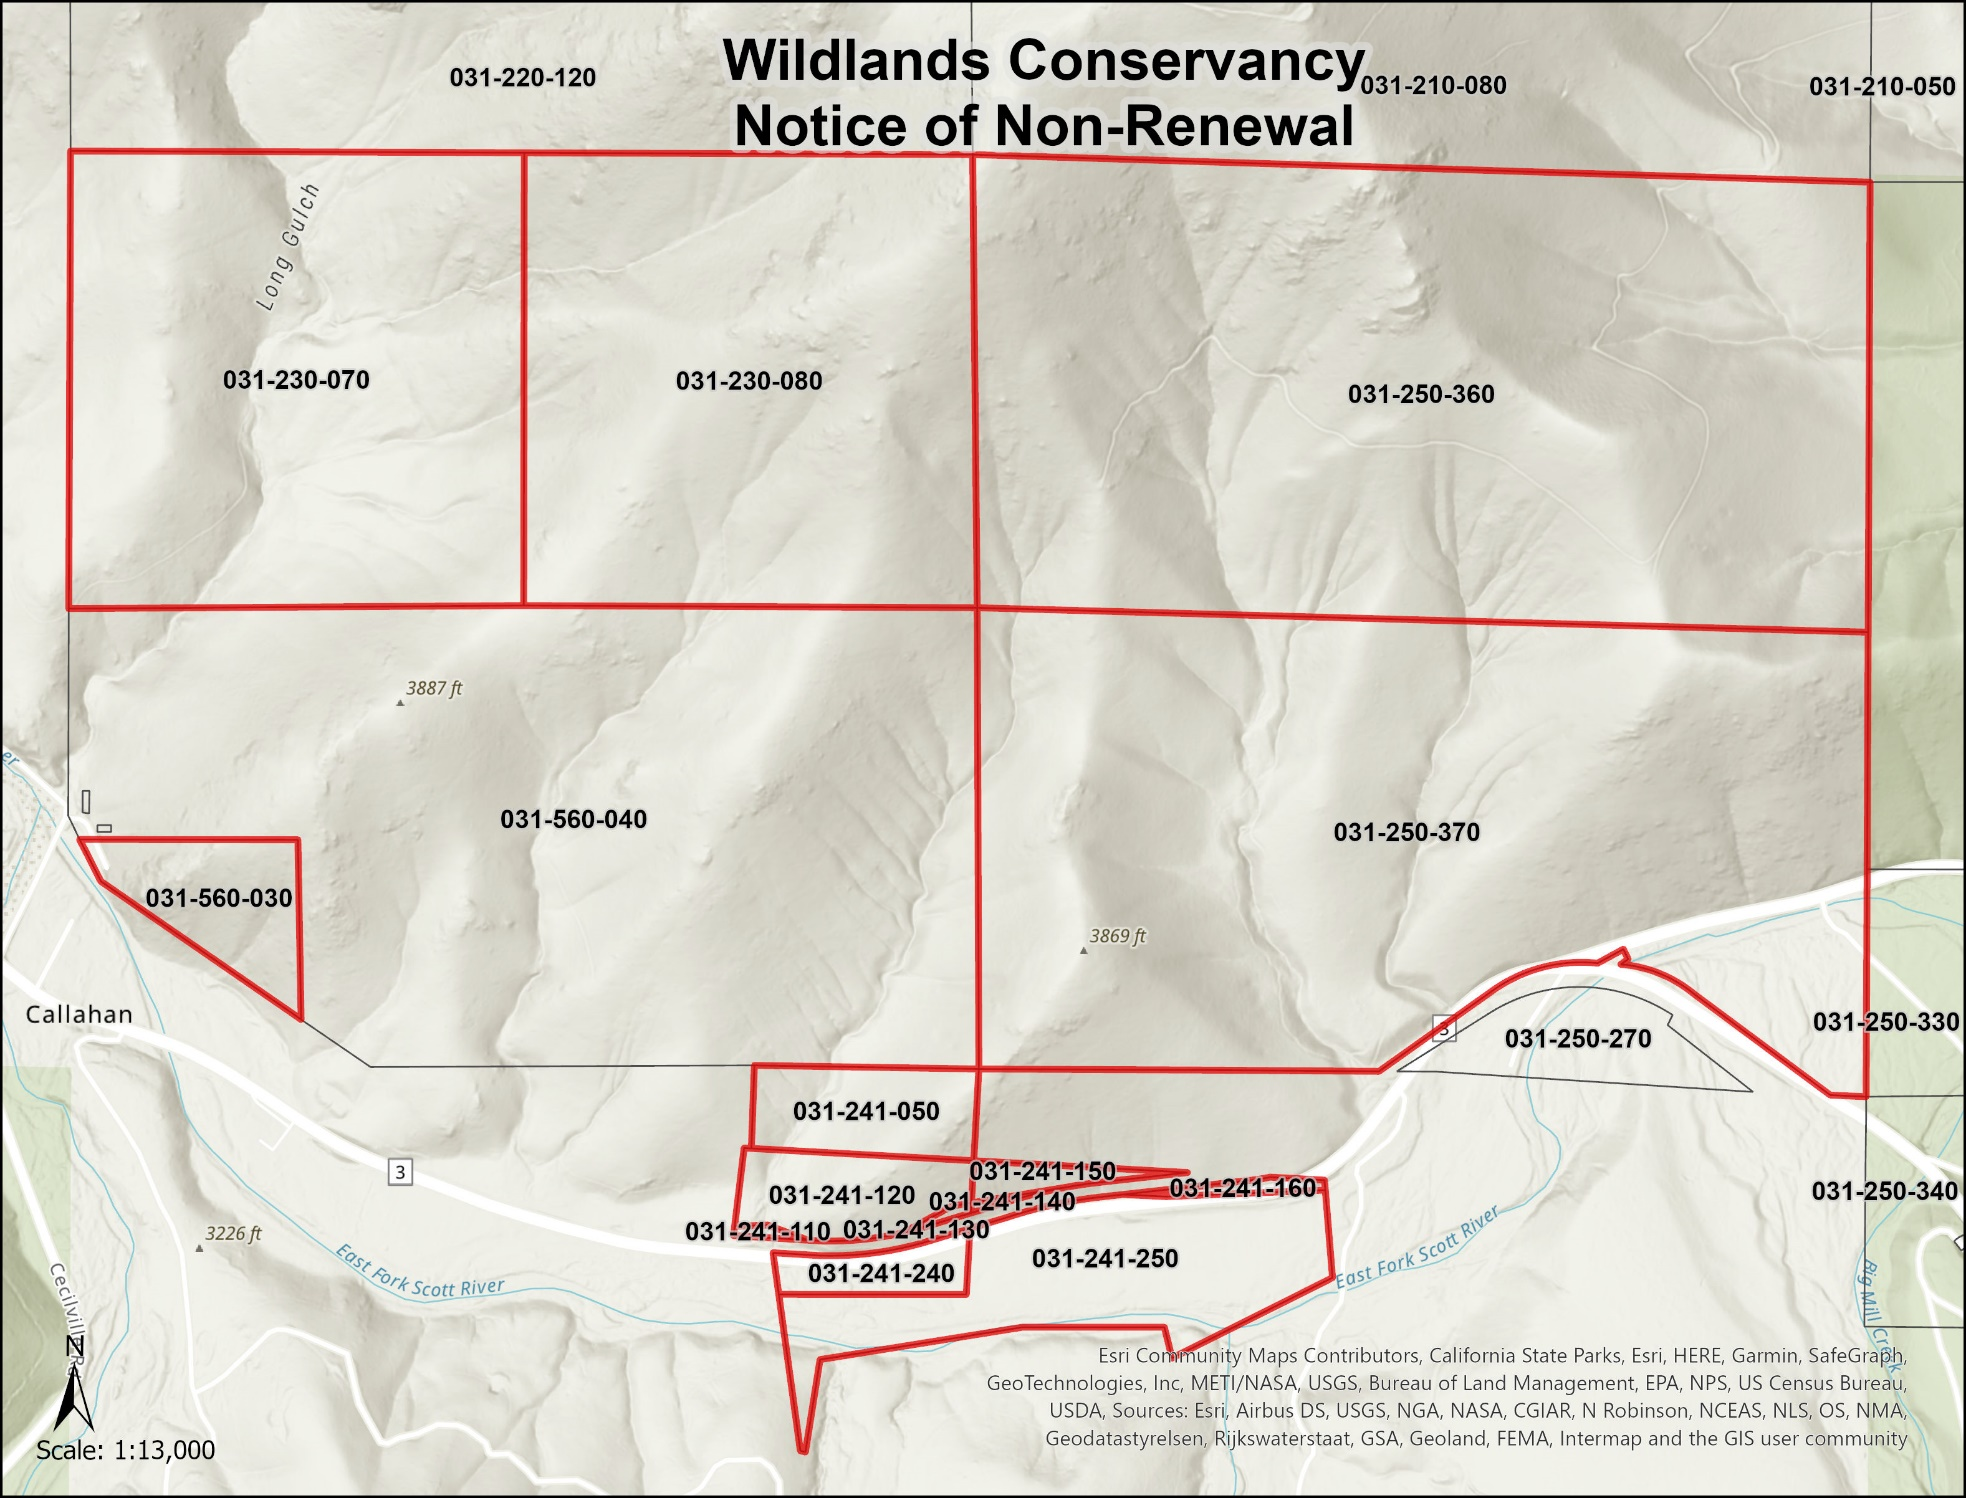 Wildlands Conservancy
Notice of Non-Renewal
031-220-120
031-210-080
031-210-050
Long Gulch
031-230-070
031-230-080
031-250-360
3887 ft
er
031-560-040
031-250-370
031-560-030
3869 ft
Callahan
031-250-330
3
031-250-270
031-241-050
3
031-241-150
031-241-120
031-241-140
031-241-160
031-250-340
031-241-110
031-241-130
3226 ft
East Fork Scott River
031-241-240
031-241-250
East Fork Scott River
Big Mill Creek
Cecilville Rd
N
Scale: 1:13,000
Esri Community Maps Contributors, California State Parks, Esri, HERE, Garmin, SafeGraph,
GeoTechnologies, Inc, METI/NASA, USGS, Bureau of Land Management, EPA, NPS, US Census Bureau,
USDA, Sources: Esri, Airbus DS, USGS, NGA, NASA, CGIAR, N Robinson, NCEAS, NLS, OS, NMA,
Geodatastyrelsen, Rijkswaterstaat, GSA, Geoland, FEMA, Intermap and the GIS user community